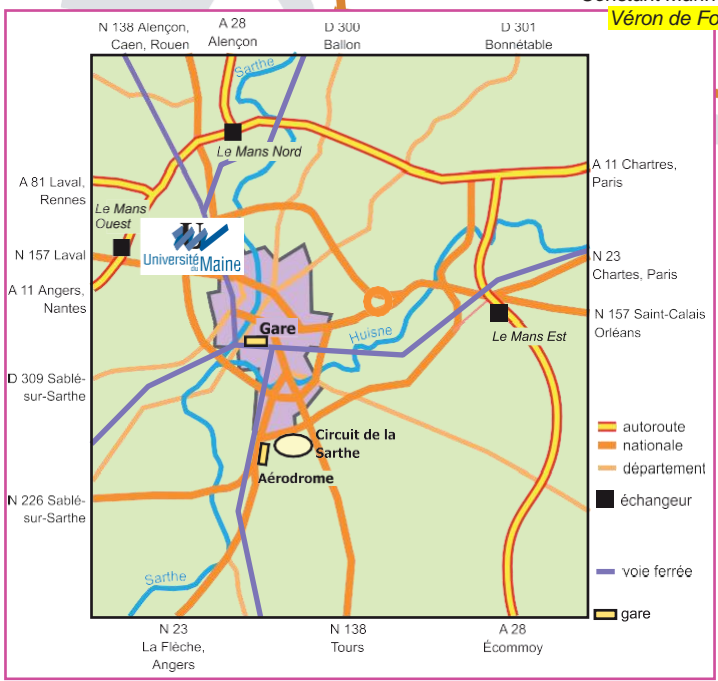 Véron de Fo
N 138 Alençon,
Caen, Rouen
A 28
Alençon
D 300
Ballon
D 301
Bonnétable
Sarthe
Le Mans Nord
A 11 Chartres,
Paris
A 81 Laval,
Rennes
Le Mans
Ouest
U
Université
du Maine
N 157 Laval
N 23
Chartes, Paris
A 11 Angers,
Nantes
N 157 Saint-Calais
Orléans
Gare
Huisne
Le Mans Est
D 309 Sablé-
sur-Sarthe
Circuit de la
Sarthe
Aérodrome
autoroute
nationale
département
échangeur
N 226 Sablé-
sur-Sarthe
voie ferrée
Sarthe
gare
N 23
La Flèche,
Angers
N 138
Tours
A 28
Écommoy